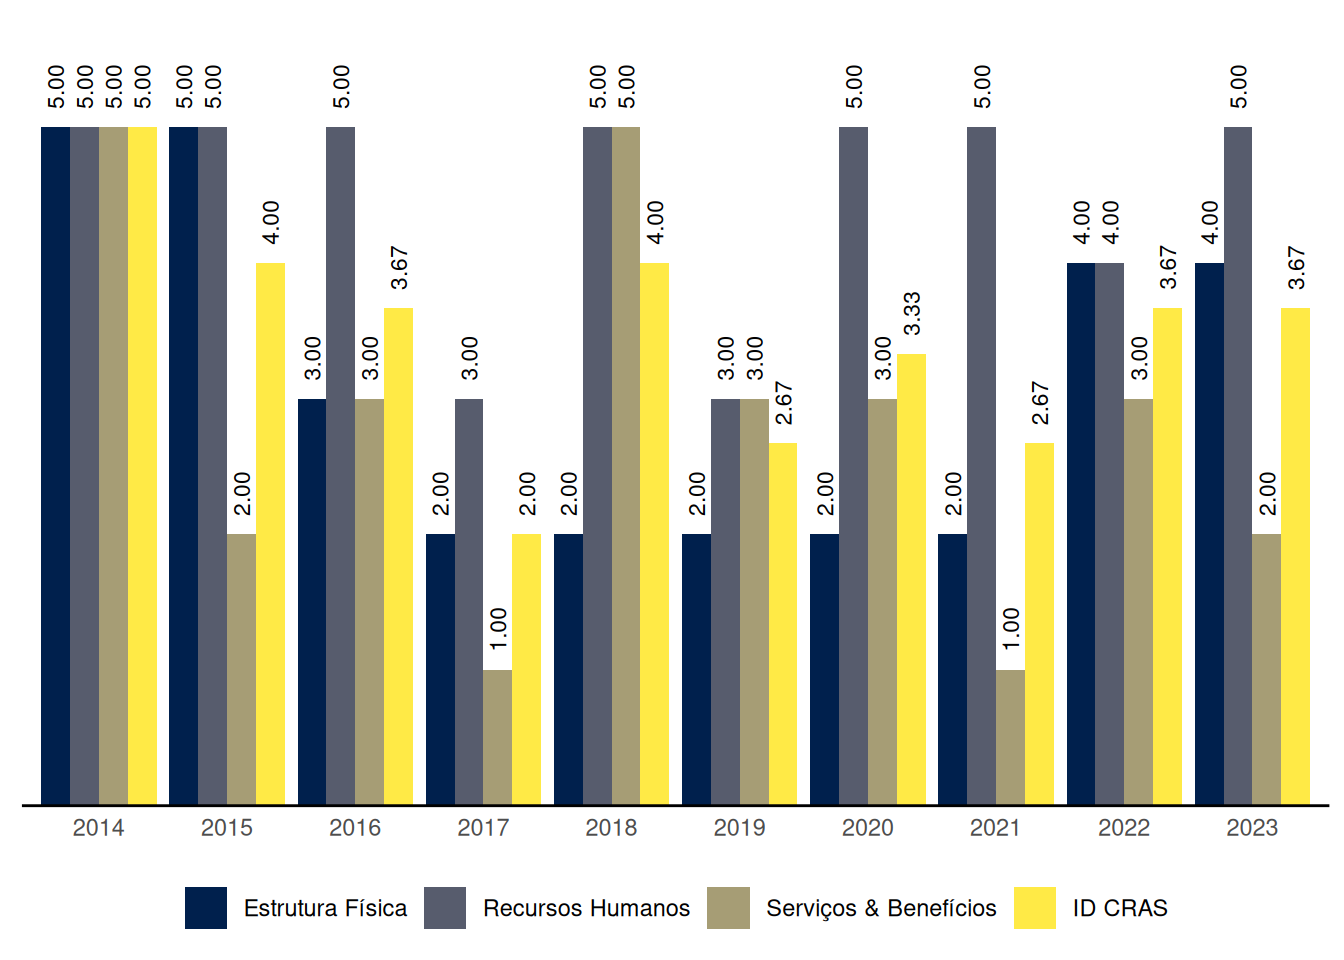 5.00 5.00 5.00 5.00 5.00 5.00 2.00 4.00 3.00 5.00 3.00 3.67 2.00 3.00 1.00 2.00 2.00 5.00 5.00 4.00 2.00 3.00 3.00 2.67 2.00 5.00 3.00 3.33 2.00 5.00 1.00 2.67 4.00 4.00 3.00 3.67 4.00 5.00 2.00 3.67
2014 2015 2016 2017 2018 2019 2020 2021 2022 2023
Estrutura Física Recursos Humanos Serviços & Benefícios ID CRAS